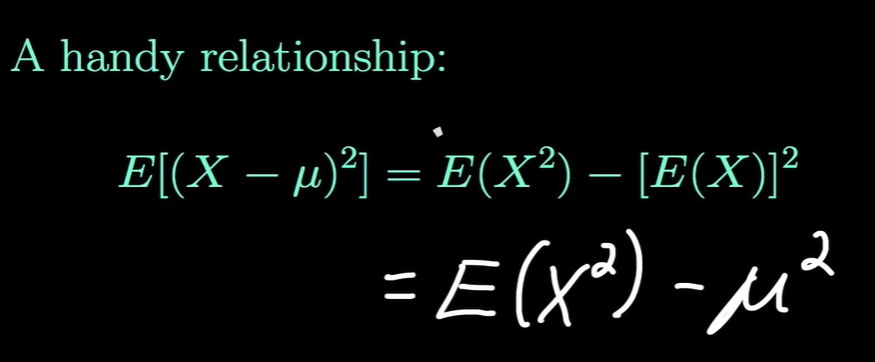 A handy relationship:
E[(X − μ)²] = E(X²) − [E(X)]²
= E(X²) − μ²